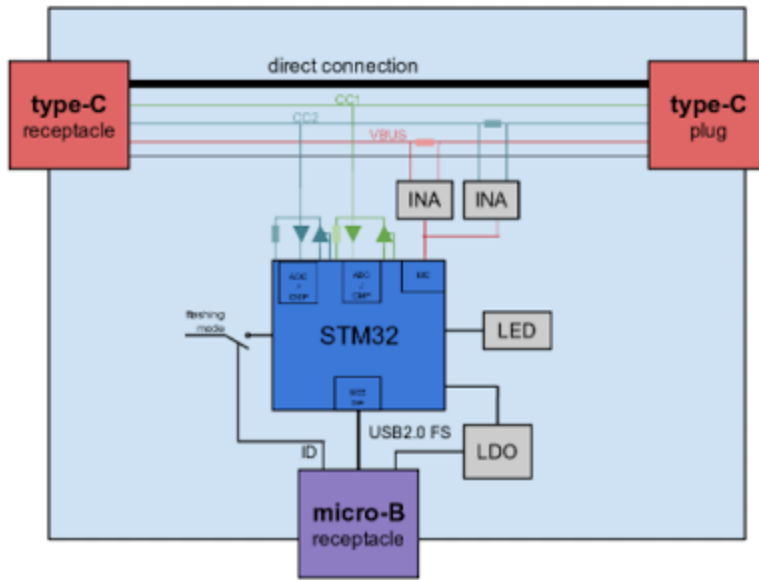 direct connection
type-C
receptacle
type-C
plug
CC1
CC2
VBUS
INA
INA
flashing
mode
STM32
LED
USB2.0 FS
LDO
ID
micro-B
receptacle